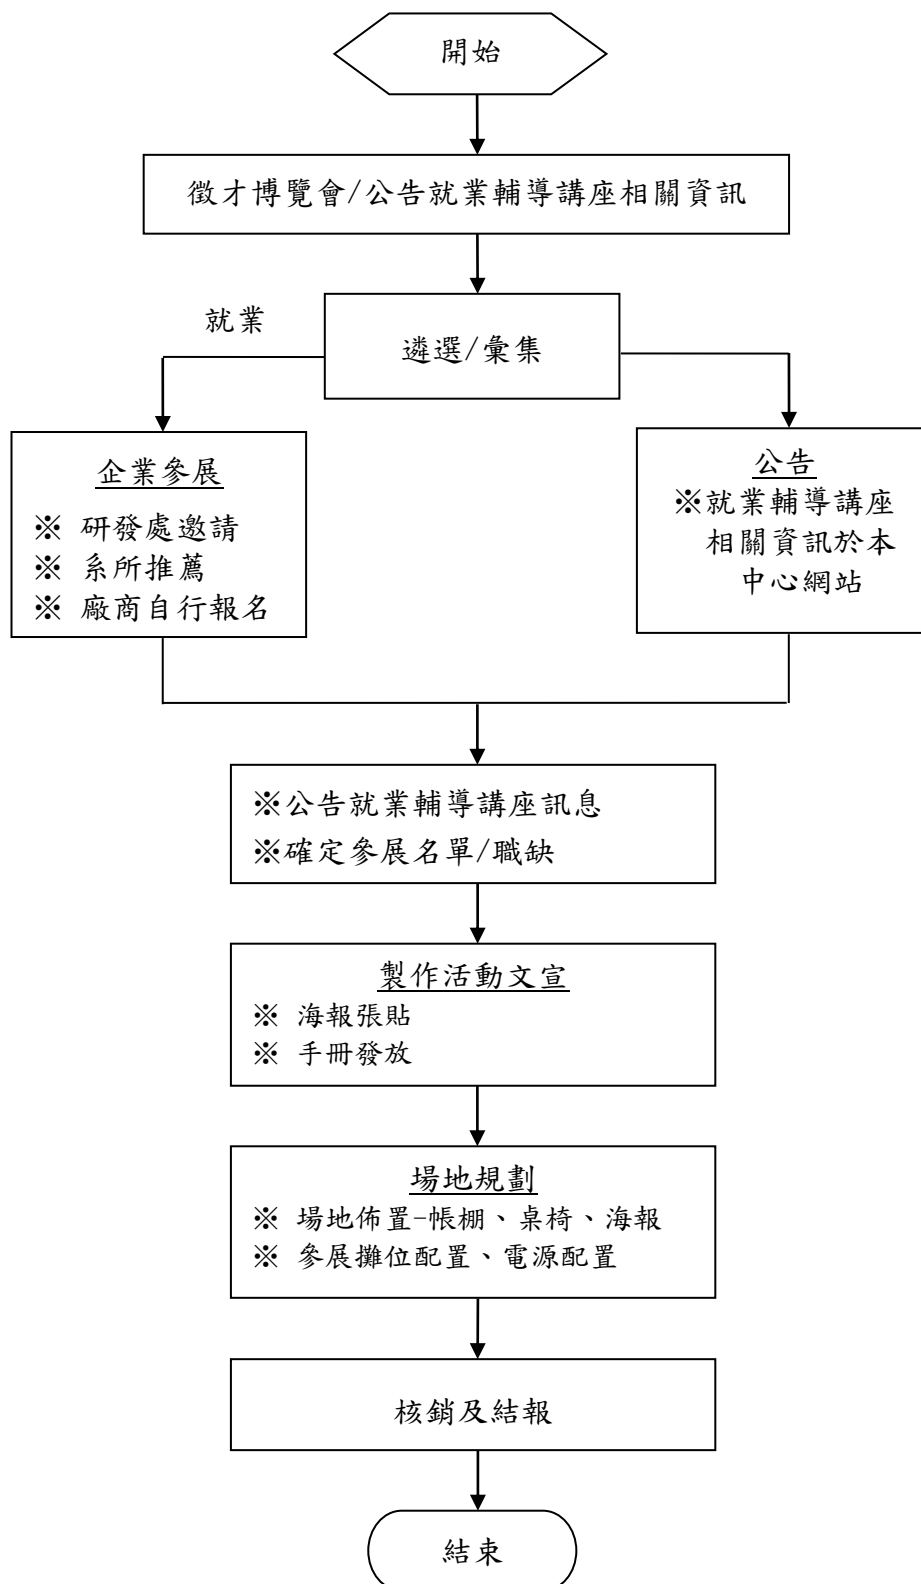 開始
徵才博覽會/公告就業輔導講座相關資訊
遴選/彙集
就業
企業參展
※ 研發處邀請
※ 系所推薦
※ 廠商自行報名
公告
※就業輔導講座
相關資訊於本
中心網站
※公告就業輔導講座訊息
※確定參展名單/職缺
製作活動文宣
※ 海報張貼
※ 手冊發放
場地規劃
※ 場地佈置-帳棚、桌椅、海報
※ 參展攤位配置、電源配置
核銷及結報
結束